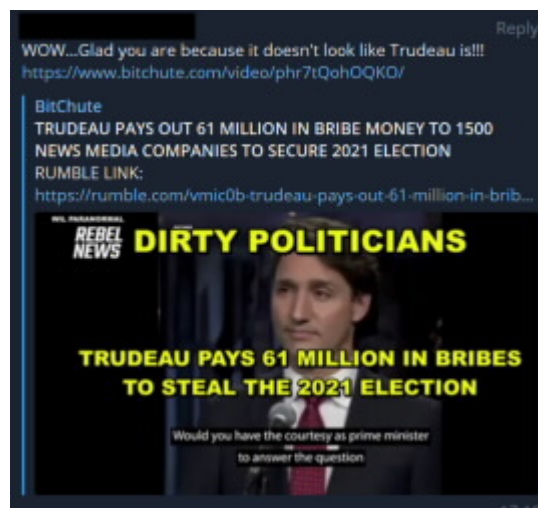 Reply
WOW...Glad you are because it doesn't look like Trudeau is!!!
https://www.bitchute.com/video/phr7tQohOQKO/
BitChute
TRUDEAU PAYS OUT 61 MILLION IN BRIBE MONEY TO 1500
NEWS MEDIA COMPANIES TO SECURE 2021 ELECTION
RUMBLE LINK:
https://rumble.com/vmic0b-trudeau-pays-out-61-million-in-brib...
WIL PARANORMAL
REBEL
NEWS
DIRTY POLITICIANS
TRUDEAU PAYS 61 MILLION IN BRIBES
TO STEAL THE 2021 ELECTION
Would you have the courtesy as prime minister
to answer the question